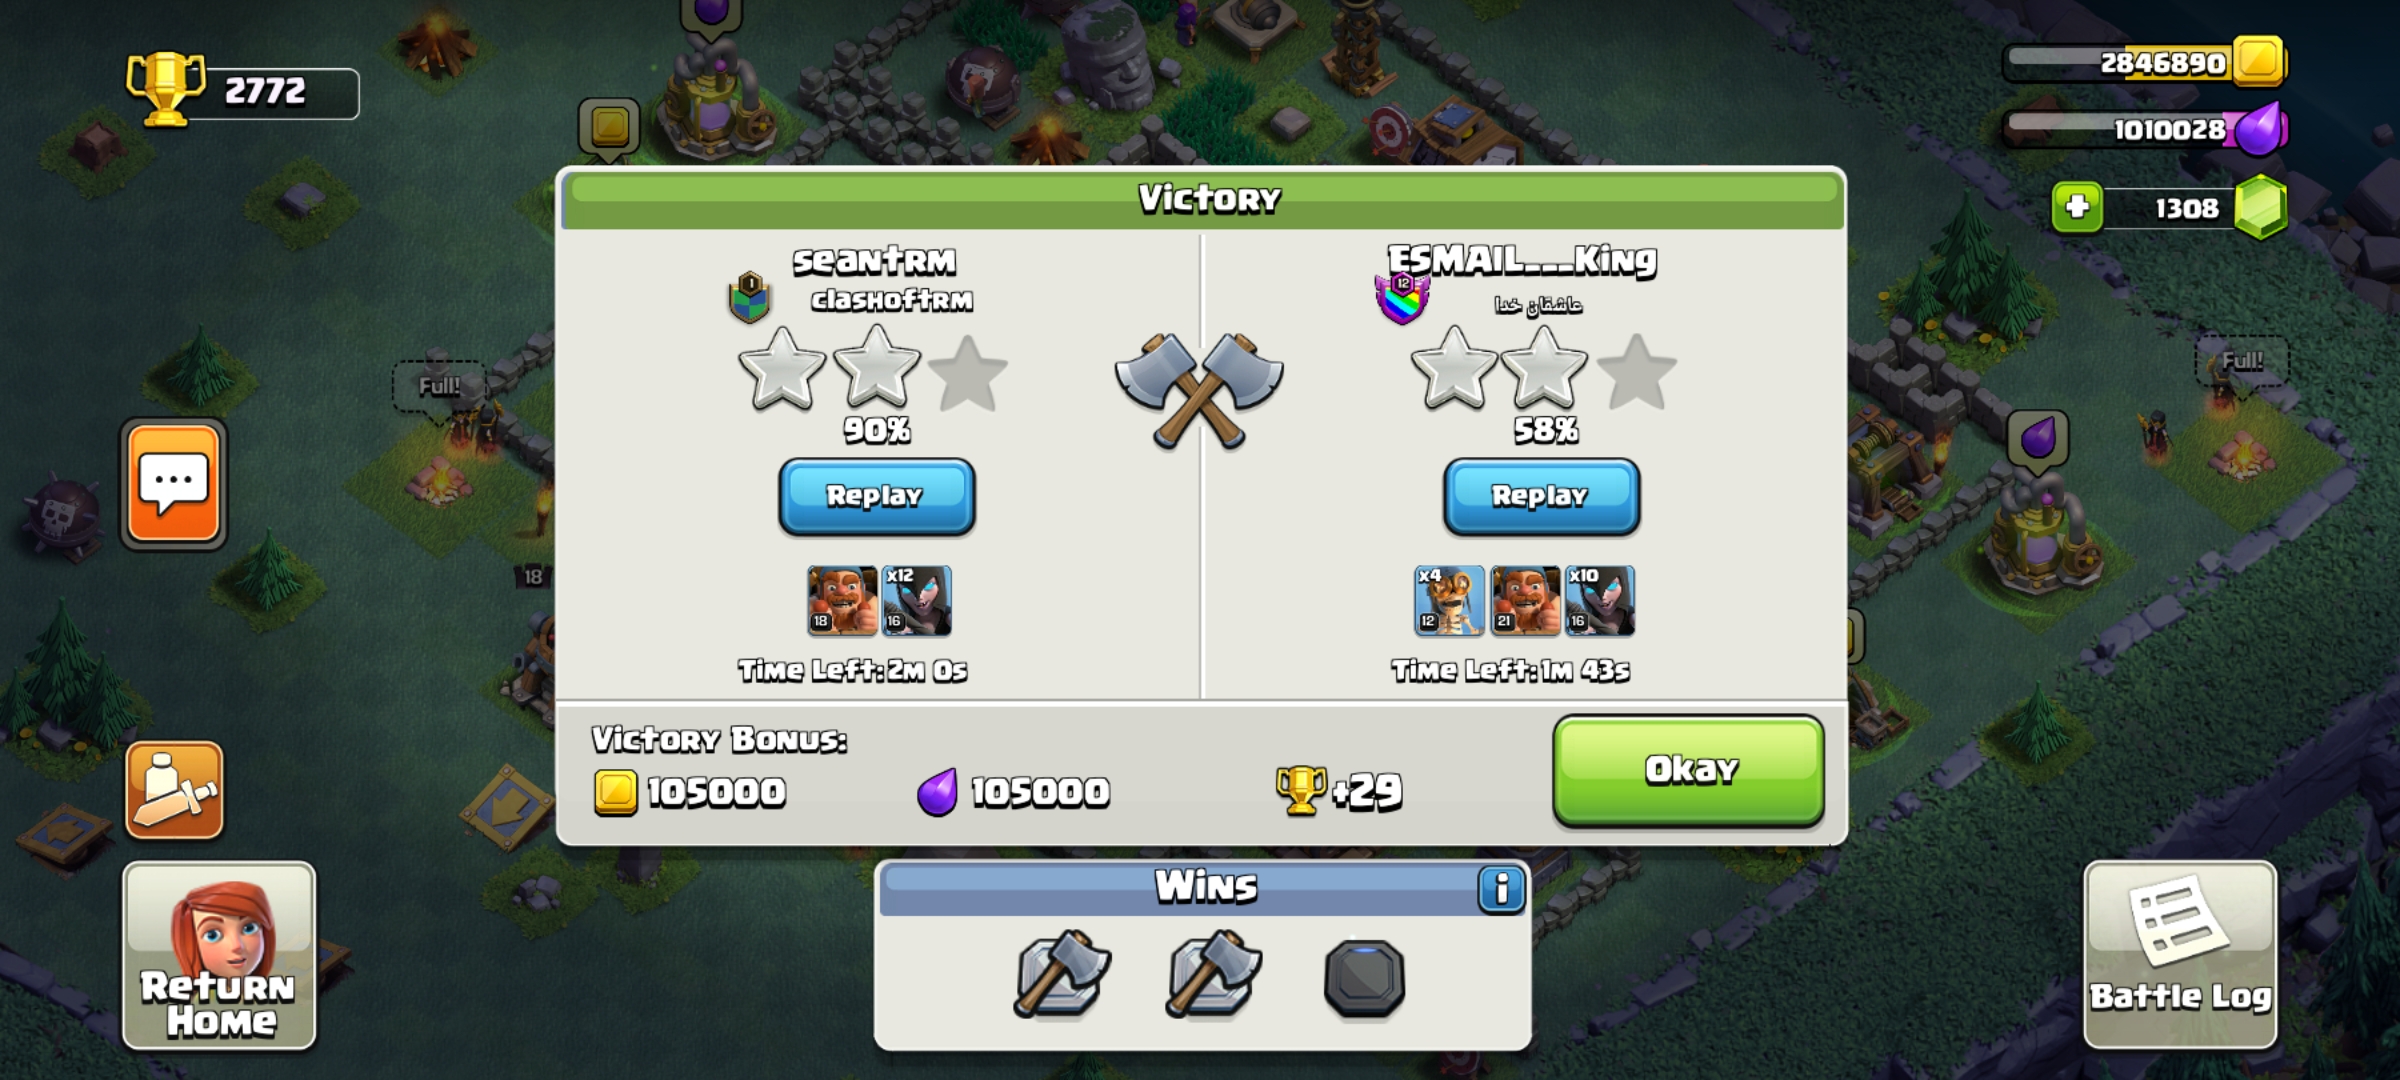 2772
2846890
1010028
1308
Victory
seantrm
clashoftrm
1
90%
Replay
18
x12
16
Time Left:2m 0s
ESMAIL___King
عاشقان خدا
12
58%
Replay
x4
12
21
x10
16
Time Left:1m 43s
Full!
Full!
18
Victory Bonus:
105000
105000
+29
Okay
Wins
i
Return
Home
Battle Log